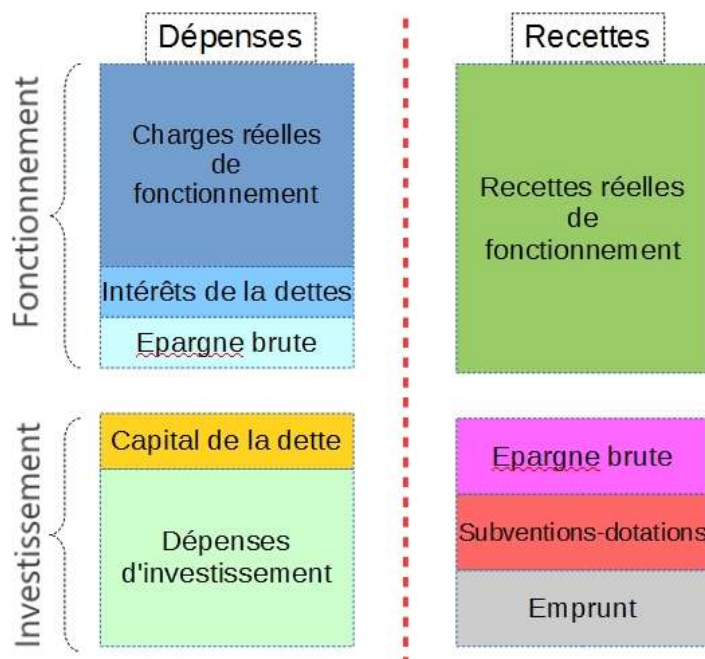 Dépenses
Recettes
Fonctionnement
Charges réelles
de
fonctionnement
Intérêts de la dettes
Epargne brute
Recettes réelles
de
fonctionnement
Investissement
Capital de la dette
Dépenses
d'investissement
Epargne brute
Subventions-dotations
Emprunt